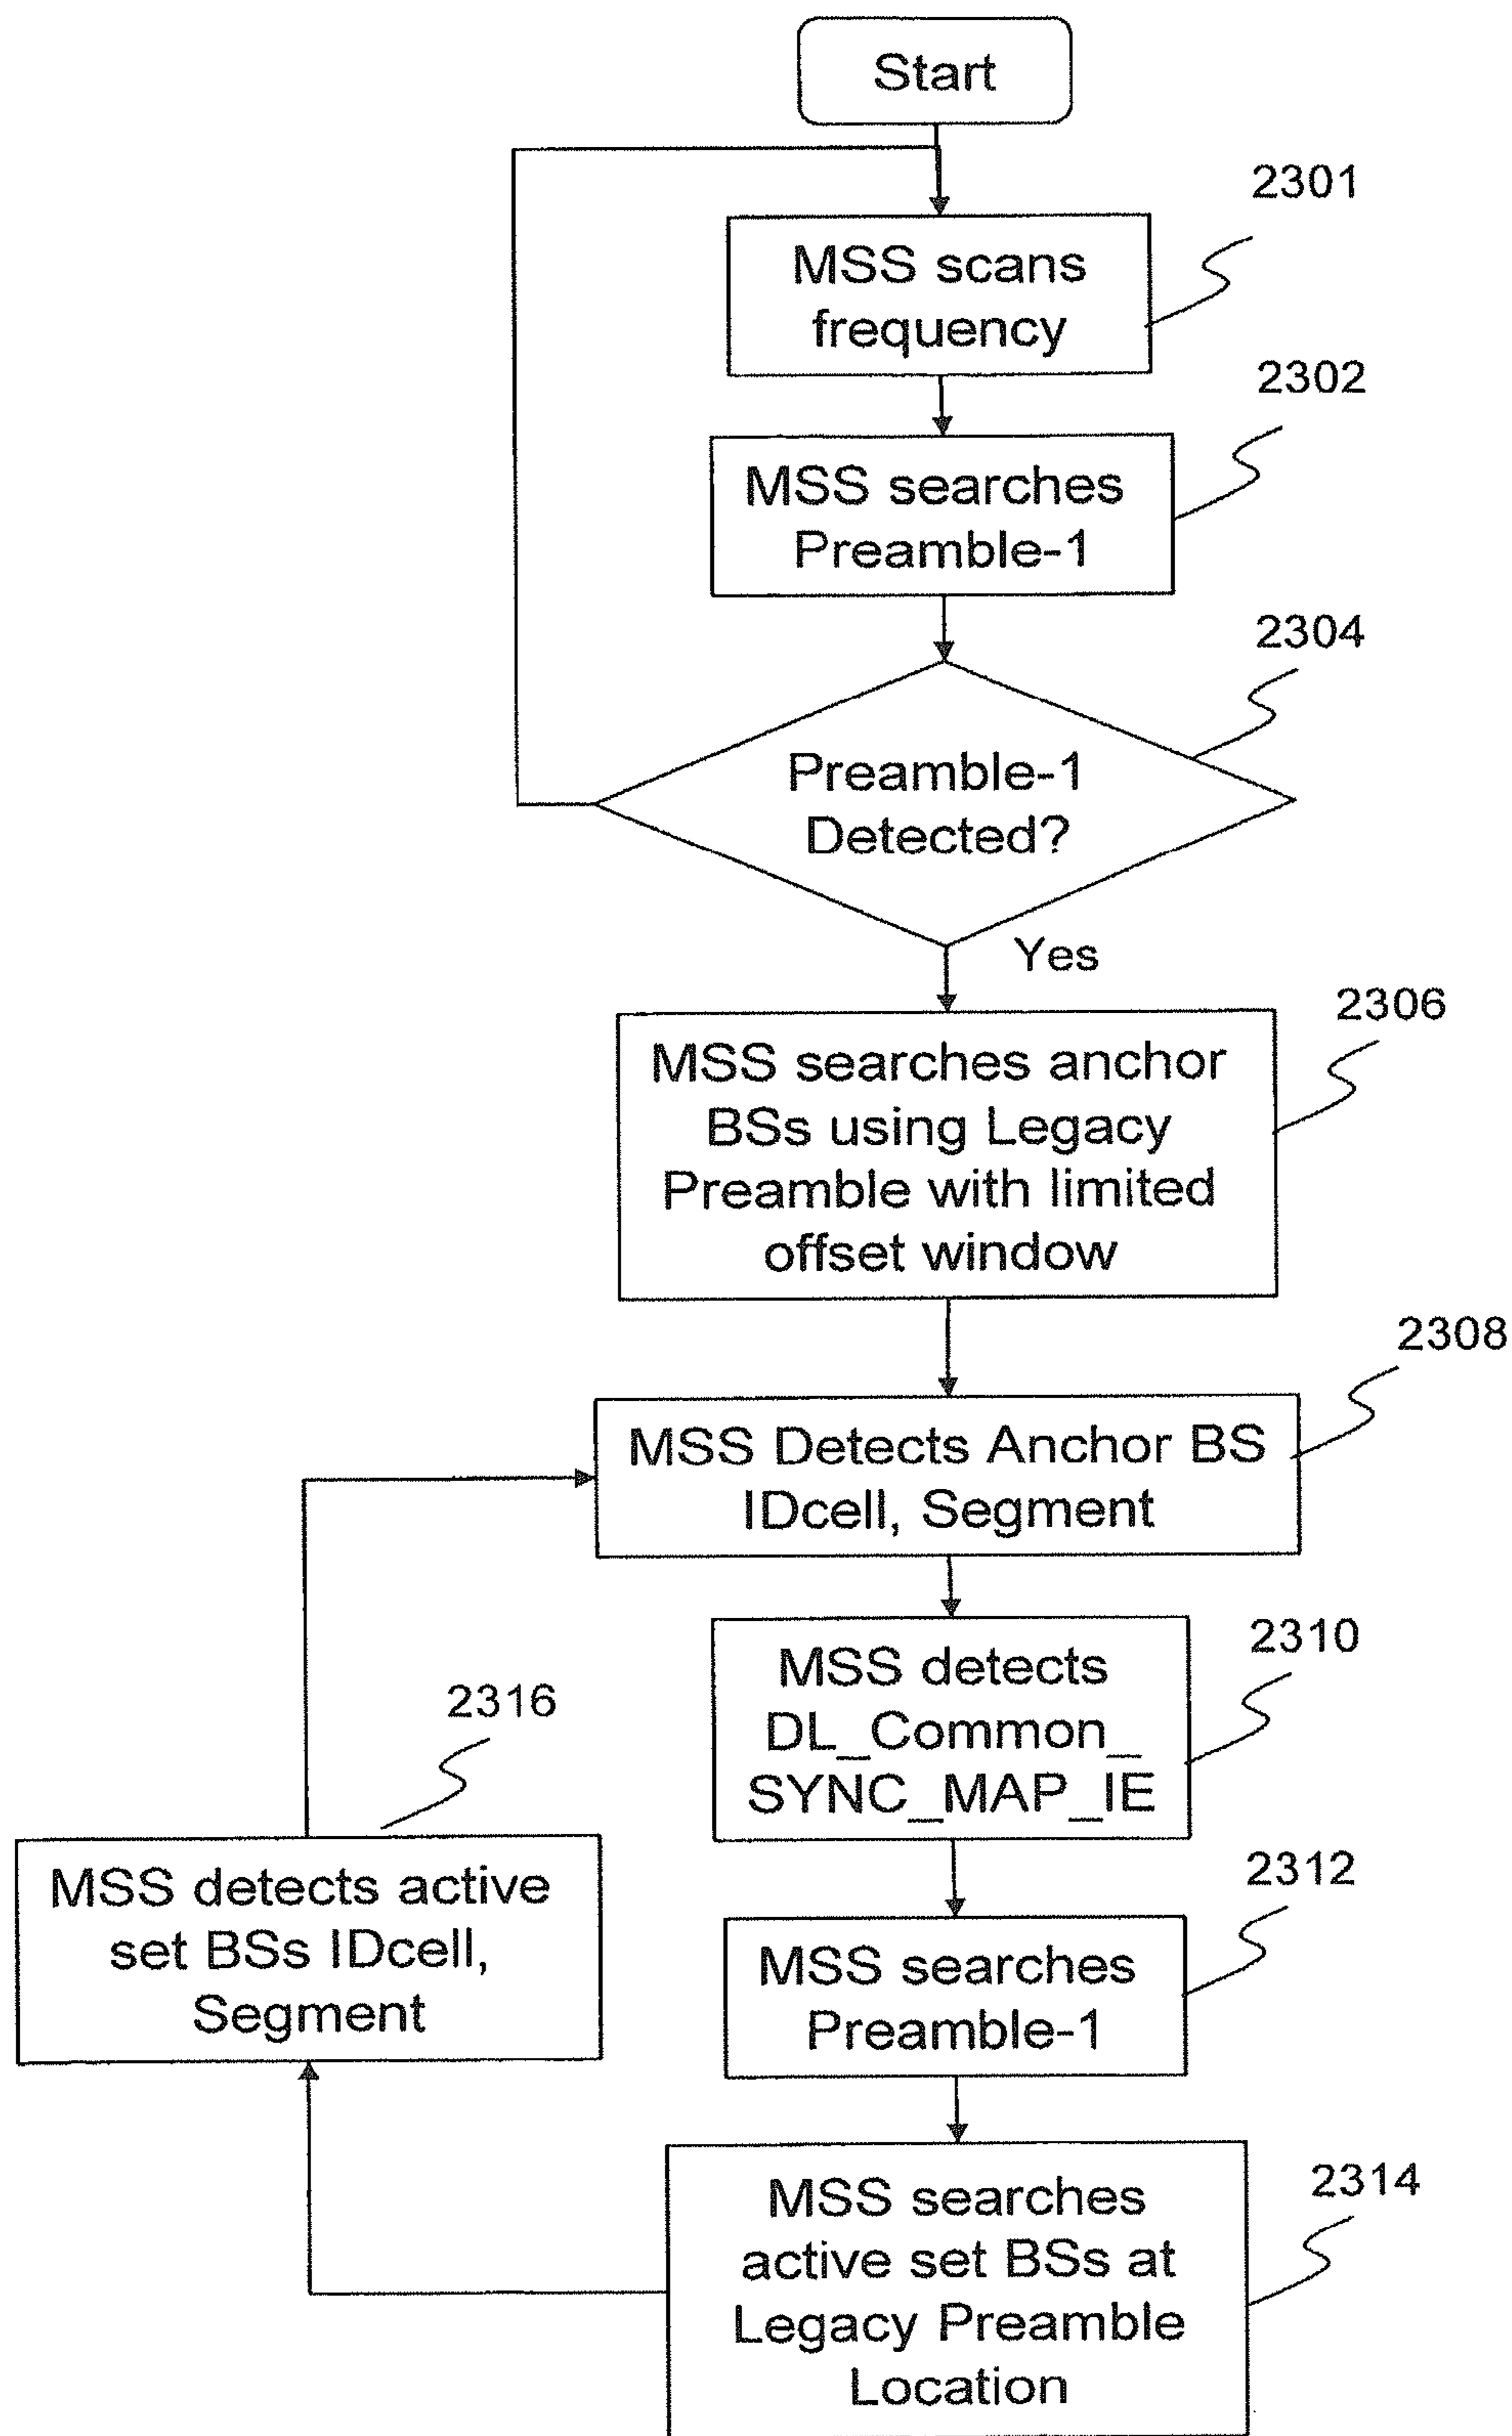 Start
2301
MSS scans
frequency
2302
MSS searches
Preamble-1
2304
Preamble-1
Detected?
Yes
2306
MSS searches anchor
BSs using Legacy
Preamble with limited
offset window
2308
MSS Detects Anchor BS
IDcell, Segment
2310
MSS detects
DL_Common_
SYNC_MAP_IE
2316
MSS detects active
set BSs IDcell,
Segment
2312
MSS searches
Preamble-1
2314
MSS searches
active set BSs at
Legacy Preamble
Location